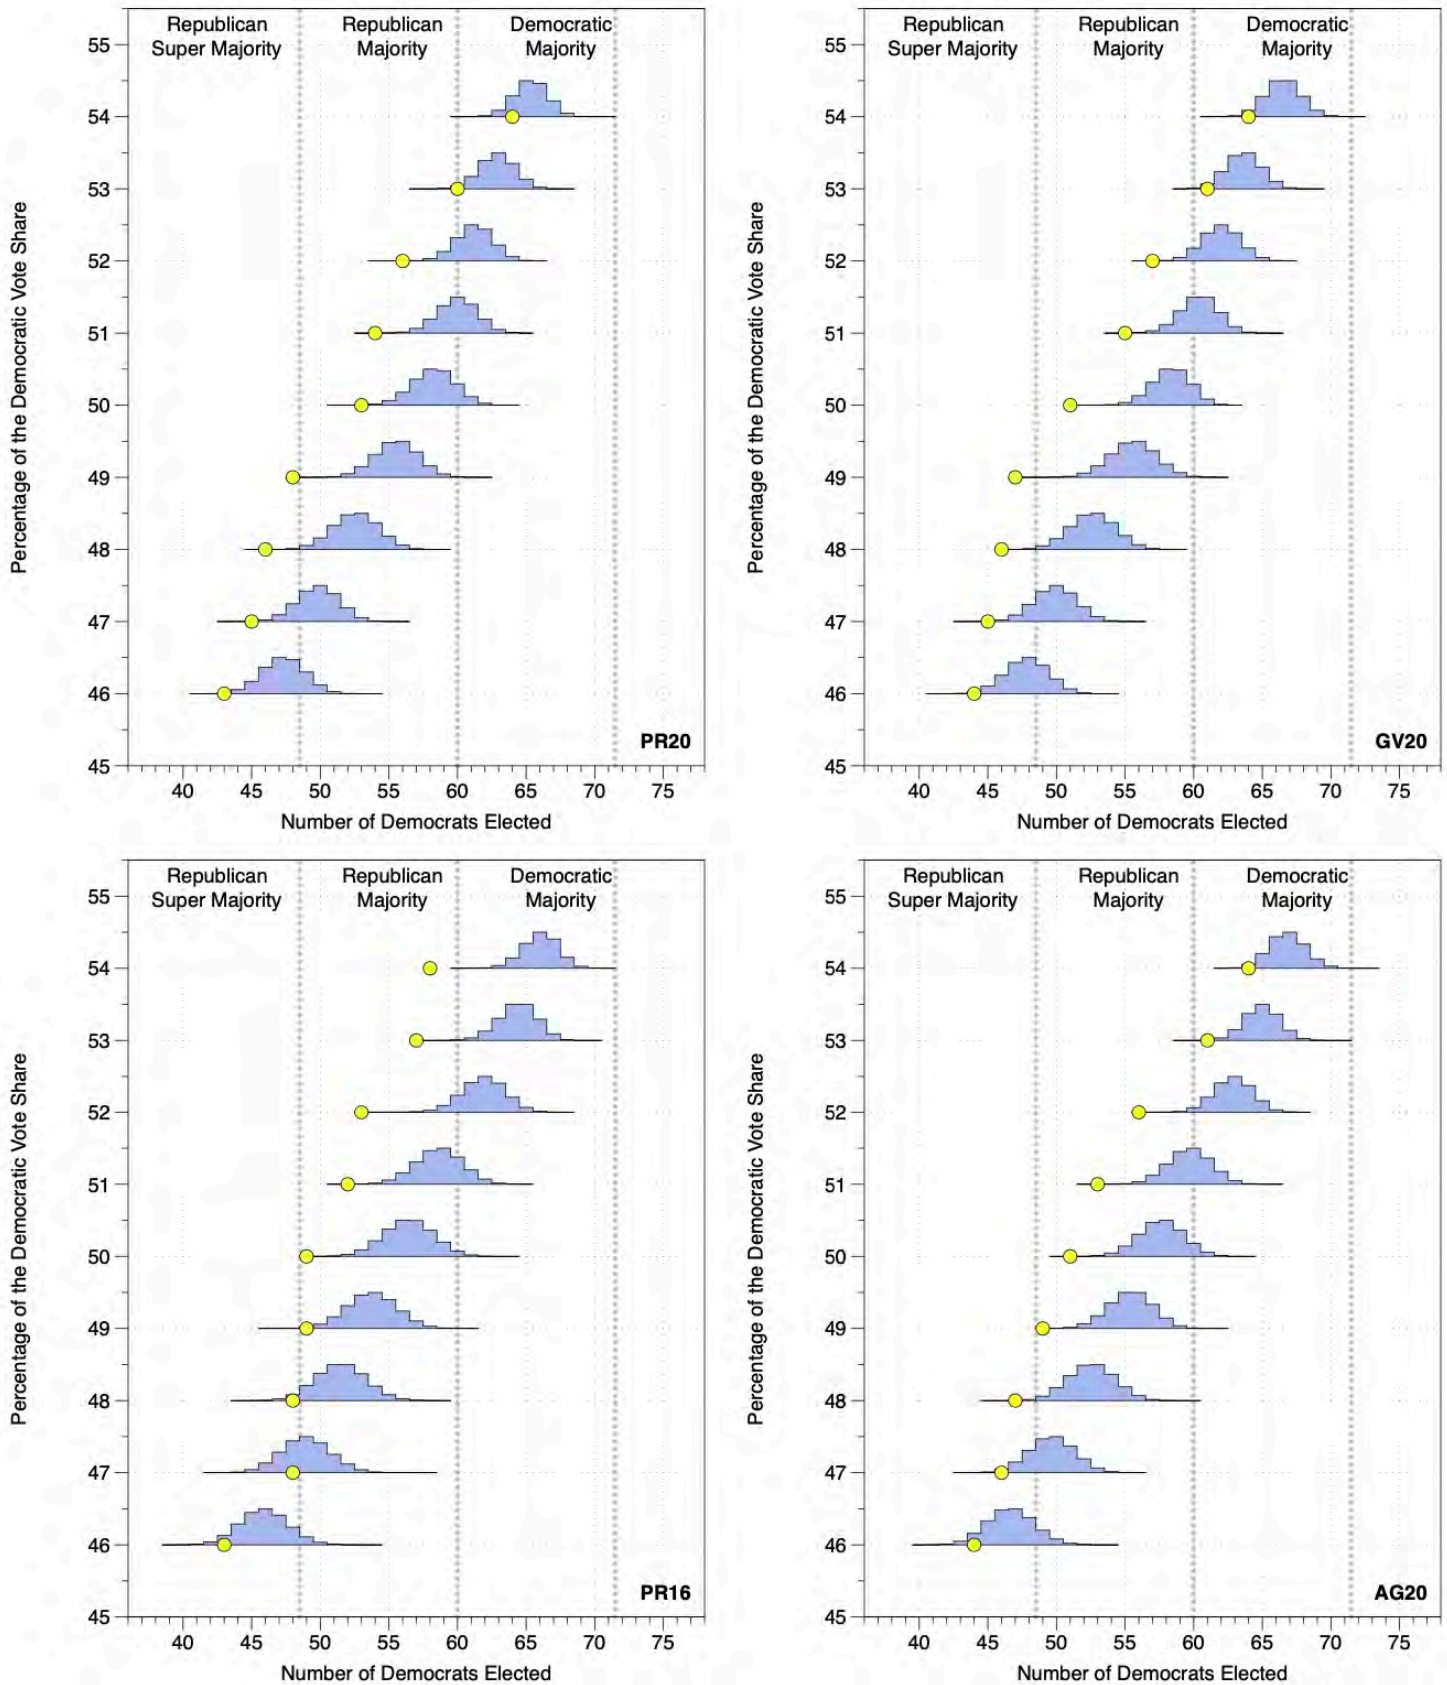 Republican Republican Democratic
Super Majority Majority Majority
55
54
53
52
51
50
49
48
47
46
45
Percentage of the Democratic Vote Share
PR20
40 45 50 55 60 65 70 75
Number of Democrats Elected
Republican Republican Democratic
Super Majority Majority Majority
55
54
53
52
51
50
49
48
47
46
45
Percentage of the Democratic Vote Share
GV20
40 45 50 55 60 65 70 75
Number of Democrats Elected
Republican Republican Democratic
Super Majority Majority Majority
55
54
53
52
51
50
49
48
47
46
45
Percentage of the Democratic Vote Share
PR16
40 45 50 55 60 65 70 75
Number of Democrats Elected
Republican Republican Democratic
Super Majority Majority Majority
55
54
53
52
51
50
49
48
47
46
45
Percentage of the Democratic Vote Share
AG20
40 45 50 55 60 65 70 75
Number of Democrats Elected